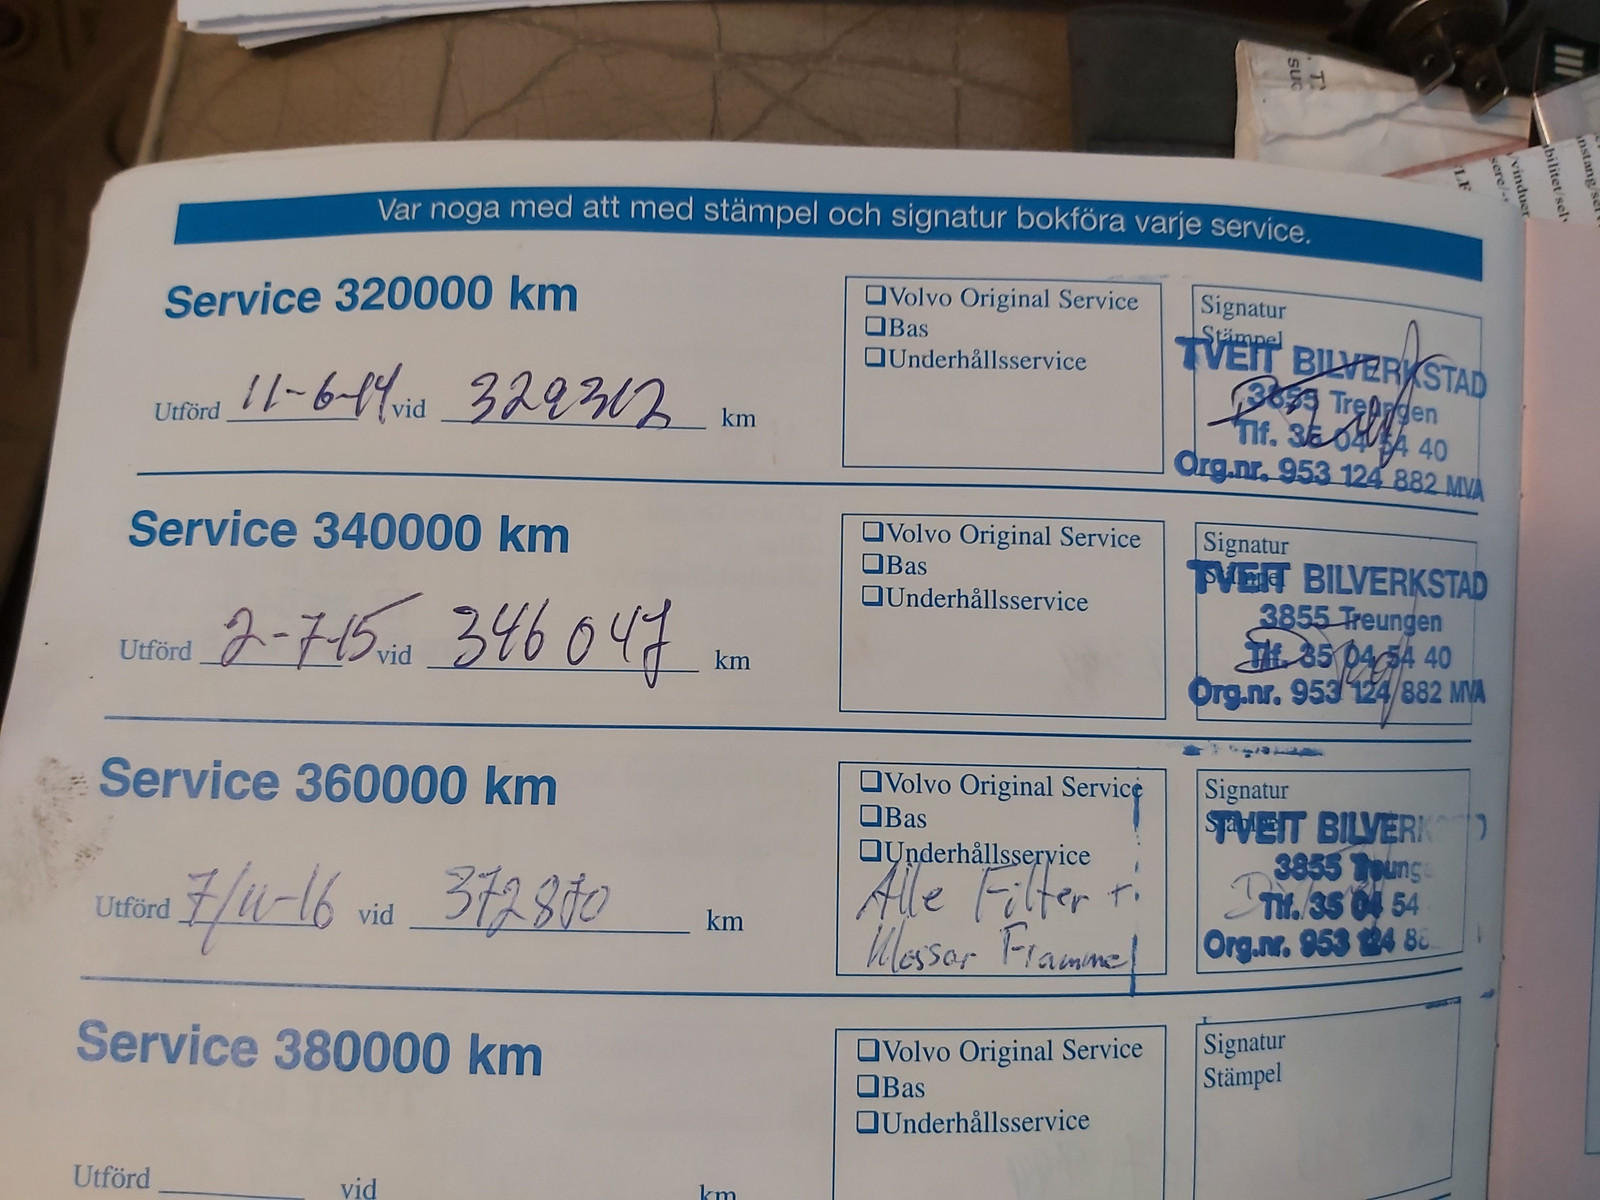 Var noga med att med stämpel och signatur bokföra varje service.
Service 320000 km
Utförd 11-6-14 vid 329312 km
❑Volvo Original Service
❑Bas
❑Underhållsservice
Signatur
Stämpel
TVEIT BILVERKSTAD
3855 Treungen
Tlf. 35 04 54 40
Org.nr. 953 124 882 MVA
Service 340000 km
Utförd 2-7-15 vid 346047 km
❑Volvo Original Service
❑Bas
❑Underhållsservice
Signatur
Stämpel
TVEIT BILVERKSTAD
3855 Treungen
Tlf. 35 04 54 40
Org.nr. 953 124 882 MVA
Service 360000 km
Utförd 7/11-16 vid 372870 km
❑Volvo Original Service
❑Bas
❑Underhållsservice
Alle Filter +
Klossar Framme
Signatur
TVEIT BILVERK
3855 Treung
Tlf. 35 04 54
Org.nr. 953 124 88
Service 380000 km
Utförd vid km
❑Volvo Original Service
❑Bas
❑Underhållsservice
Signatur
Stämpel